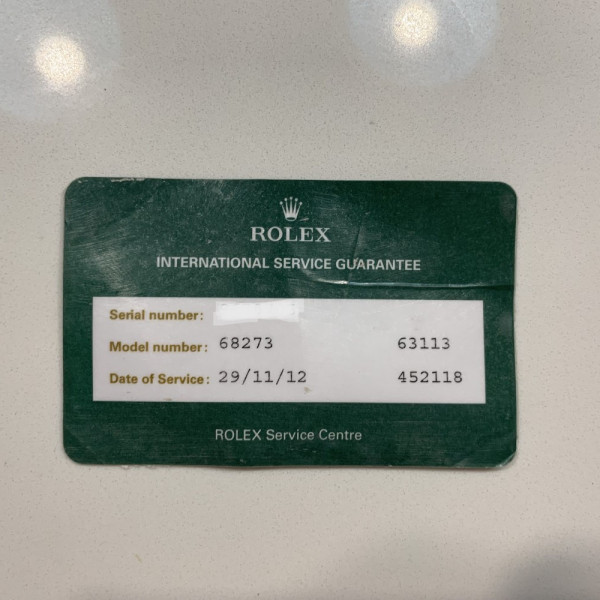 ROLEX
INTERNATIONAL SERVICE GUARANTEE
Serial number:
Model number: 68273 63113
Date of Service: 29/11/12 452118
ROLEX Service Centre